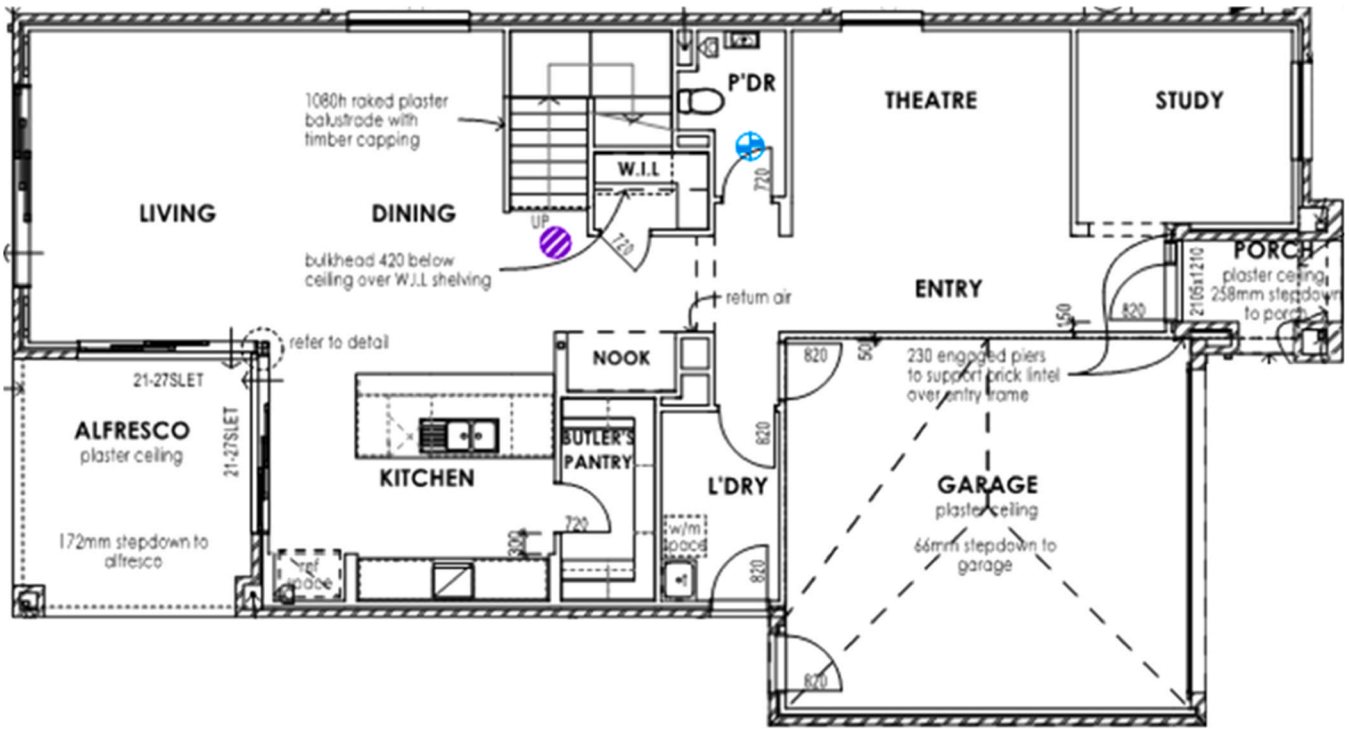 P'DR
THEATRE
STUDY
1080h raked plaster
balustrade with
timber capping
W.I.L
720
LIVING
DINING
UP
720
bulkhead 420 below
ceiling over W.I.L shelving
PORCH
plaster ceiling
258mm stepdown
to porch
2105x1210
820
ENTRY
return air
150
refer to detail
NOOK
820
50
230 engaged piers
to support brick lintel
over entry frame
21-27SLET
21-27SLET
ALFRESCO
plaster ceiling
172mm stepdown to
alfresco
KITCHEN
BUTLER'S
PANTRY
720
300
820
L'DRY
w/m
space
820
ref
space
GARAGE
plaster ceiling
66mm stepdown to
garage
820